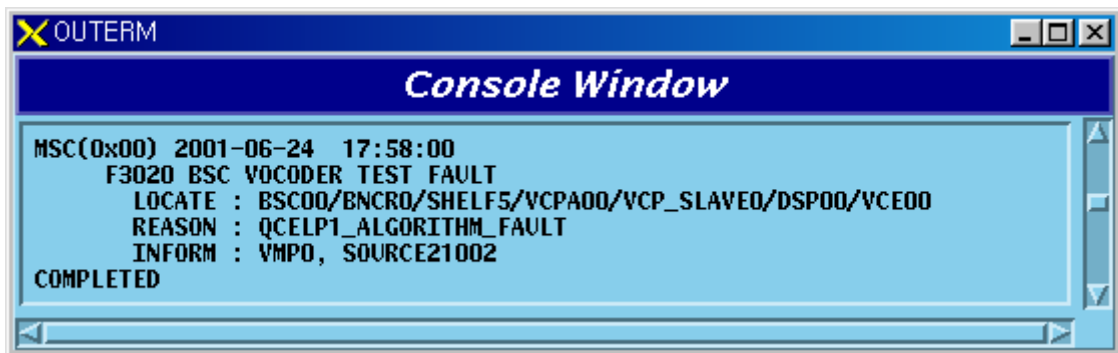 OUTERM
Console Window
MSC(0x00) 2001-06-24  17:58:00
F3020 BSC VOCODER TEST FAULT
LOCATE : BSC00/BNCR0/SHELF5/VCPA00/VCP_SLAVE0/DSP00/VCE00
REASON : QCELP1_ALGORITHM_FAULT
INFORM : VMP0, SOURCE21002
COMPLETED